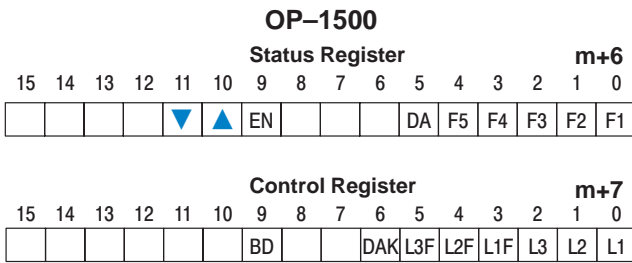 OP–1500
Status Register m+6
15 14 13 12 11 10 9 8 7 6 5 4 3 2 1 0
▼ ▲ EN DA F5 F4 F3 F2 F1
Control Register m+7
15 14 13 12 11 10 9 8 7 6 5 4 3 2 1 0
BD DAK L3F L2F L1F L3 L2 L1